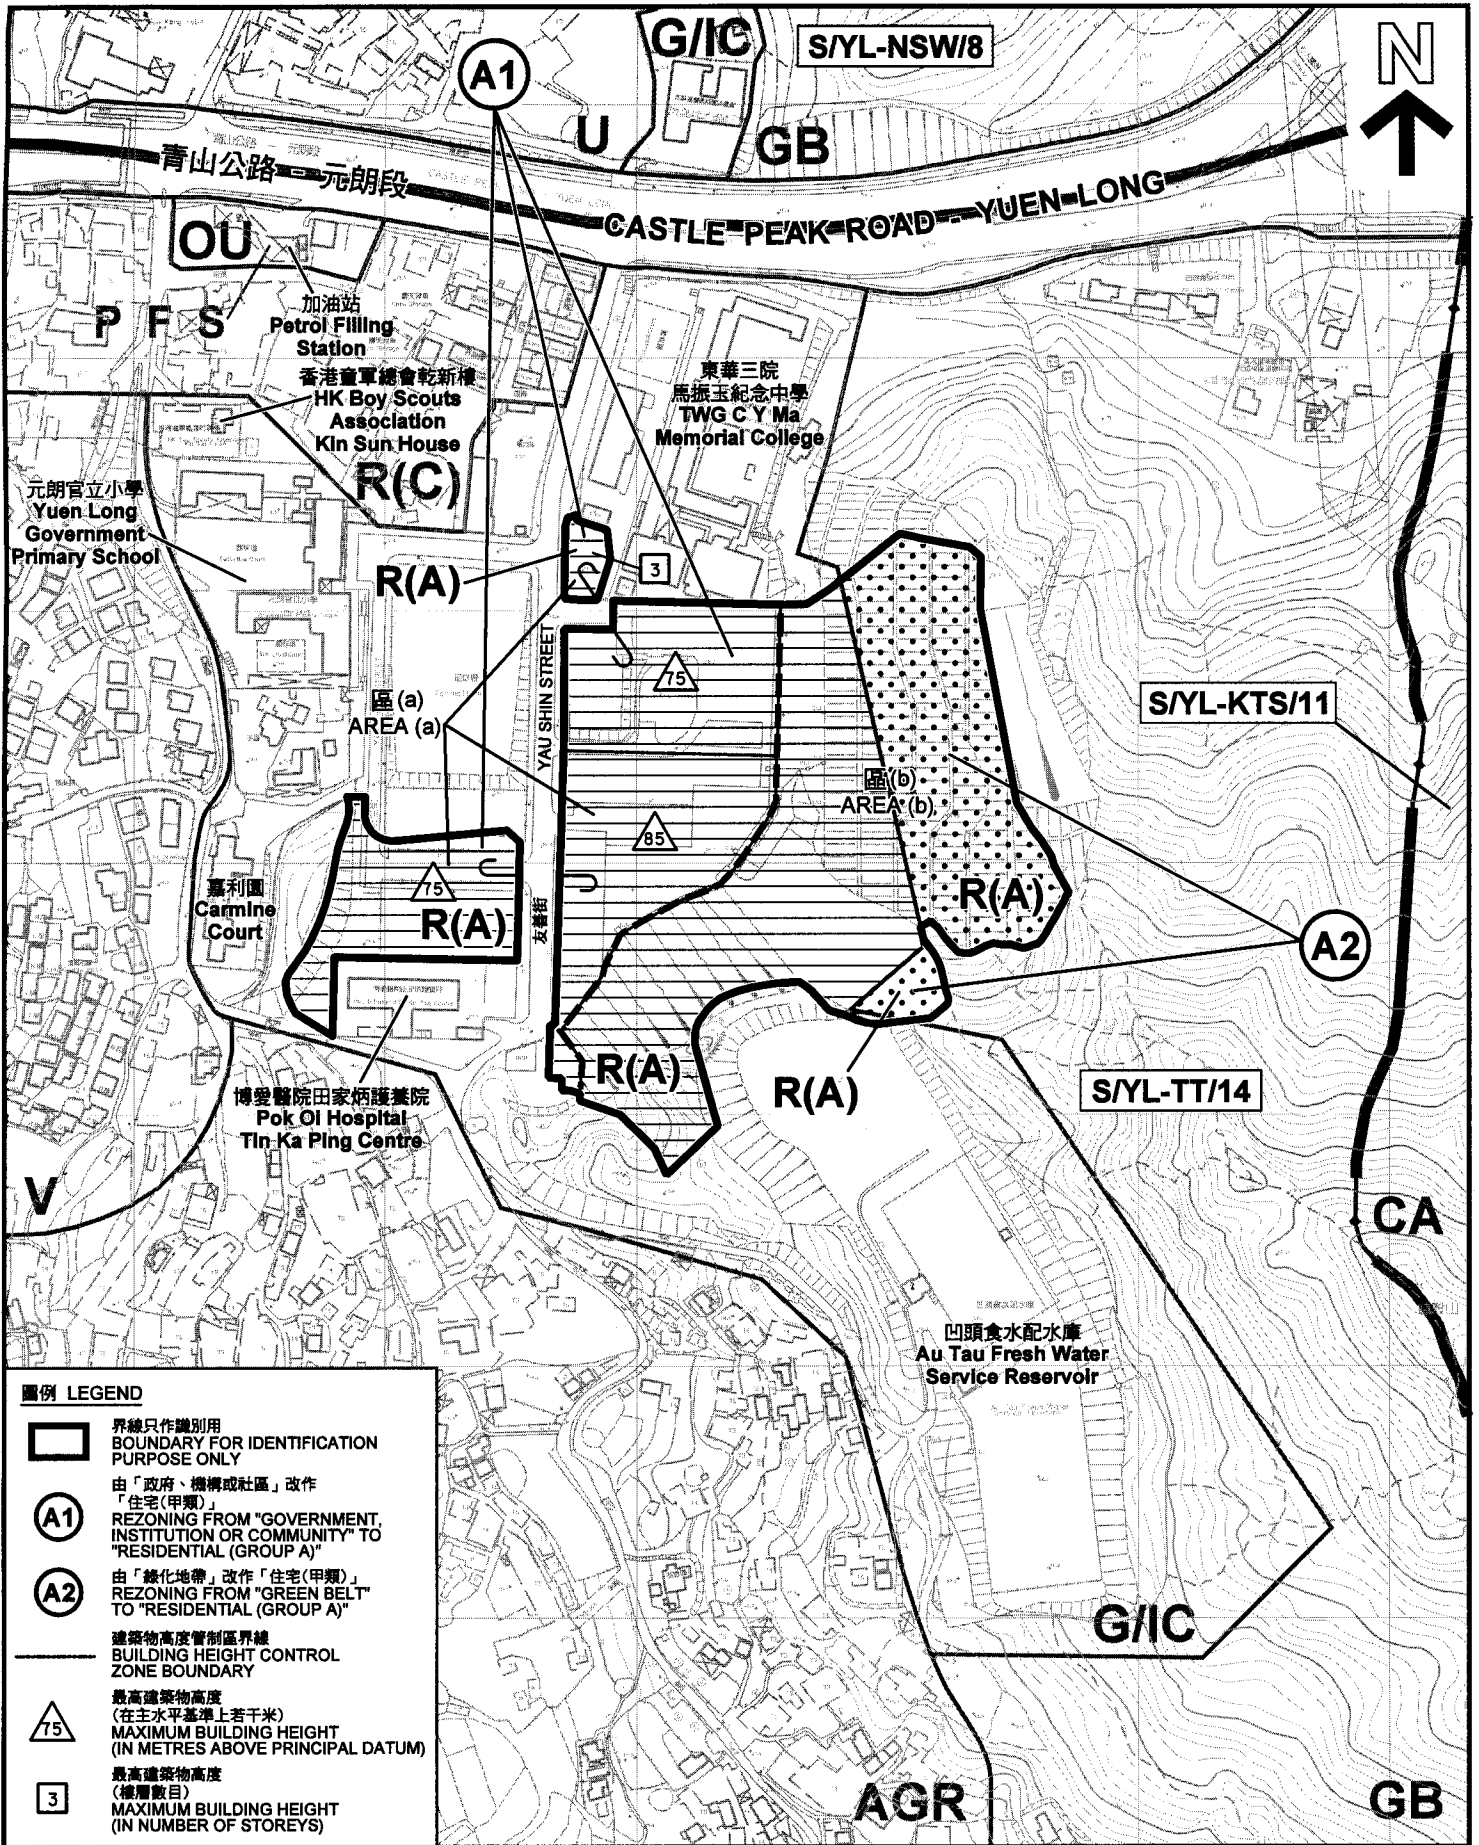 A1
G/IC
S/YL-NSW/8
N
U
GB
青山公路 - 元朗段
CASTLE PEAK ROAD - YUEN LONG
OU
P F S
加油站
Petrol Filling
Station
香港童軍總會乾新樓
HK Boy Scouts
Association
Kin Sun House
R(C)
東華三院
馬振玉紀念中學
TWG C Y Ma
Memorial College
元朗官立小學
Yuen Long
Government
Primary School
R(A)
3
區(a)
AREA (a)
YAU SHIN STREET
友善街
75
S/YL-KTS/11
區(b)
AREA (b)
85
75
嘉利園
Carmine
Court
R(A)
R(A)
A2
R(A)
R(A)
S/YL-TT/14
博愛醫院田家炳護養院
Pok Oi Hospital
Tin Ka Ping Centre
V
CA
凹頭食水配水庫
Au Tau Fresh Water
Service Reservoir
G/IC
AGR
GB
圖例 LEGEND
界線只作識別用
BOUNDARY FOR IDENTIFICATION
PURPOSE ONLY
A1
由「政府、機構或社區」改作
「住宅(甲類)」
REZONING FROM "GOVERNMENT,
INSTITUTION OR COMMUNITY" TO
"RESIDENTIAL (GROUP A)"
A2
由「綠化地帶」改作「住宅(甲類)」
REZONING FROM "GREEN BELT"
TO "RESIDENTIAL (GROUP A)"
建築物高度管制區界線
BUILDING HEIGHT CONTROL
ZONE BOUNDARY
75
最高建築物高度
(在主水平基準上若干米)
MAXIMUM BUILDING HEIGHT
(IN METRES ABOVE PRINCIPAL DATUM)
3
最高建築物高度
(樓層數目)
MAXIMUM BUILDING HEIGHT
(IN NUMBER OF STOREYS)